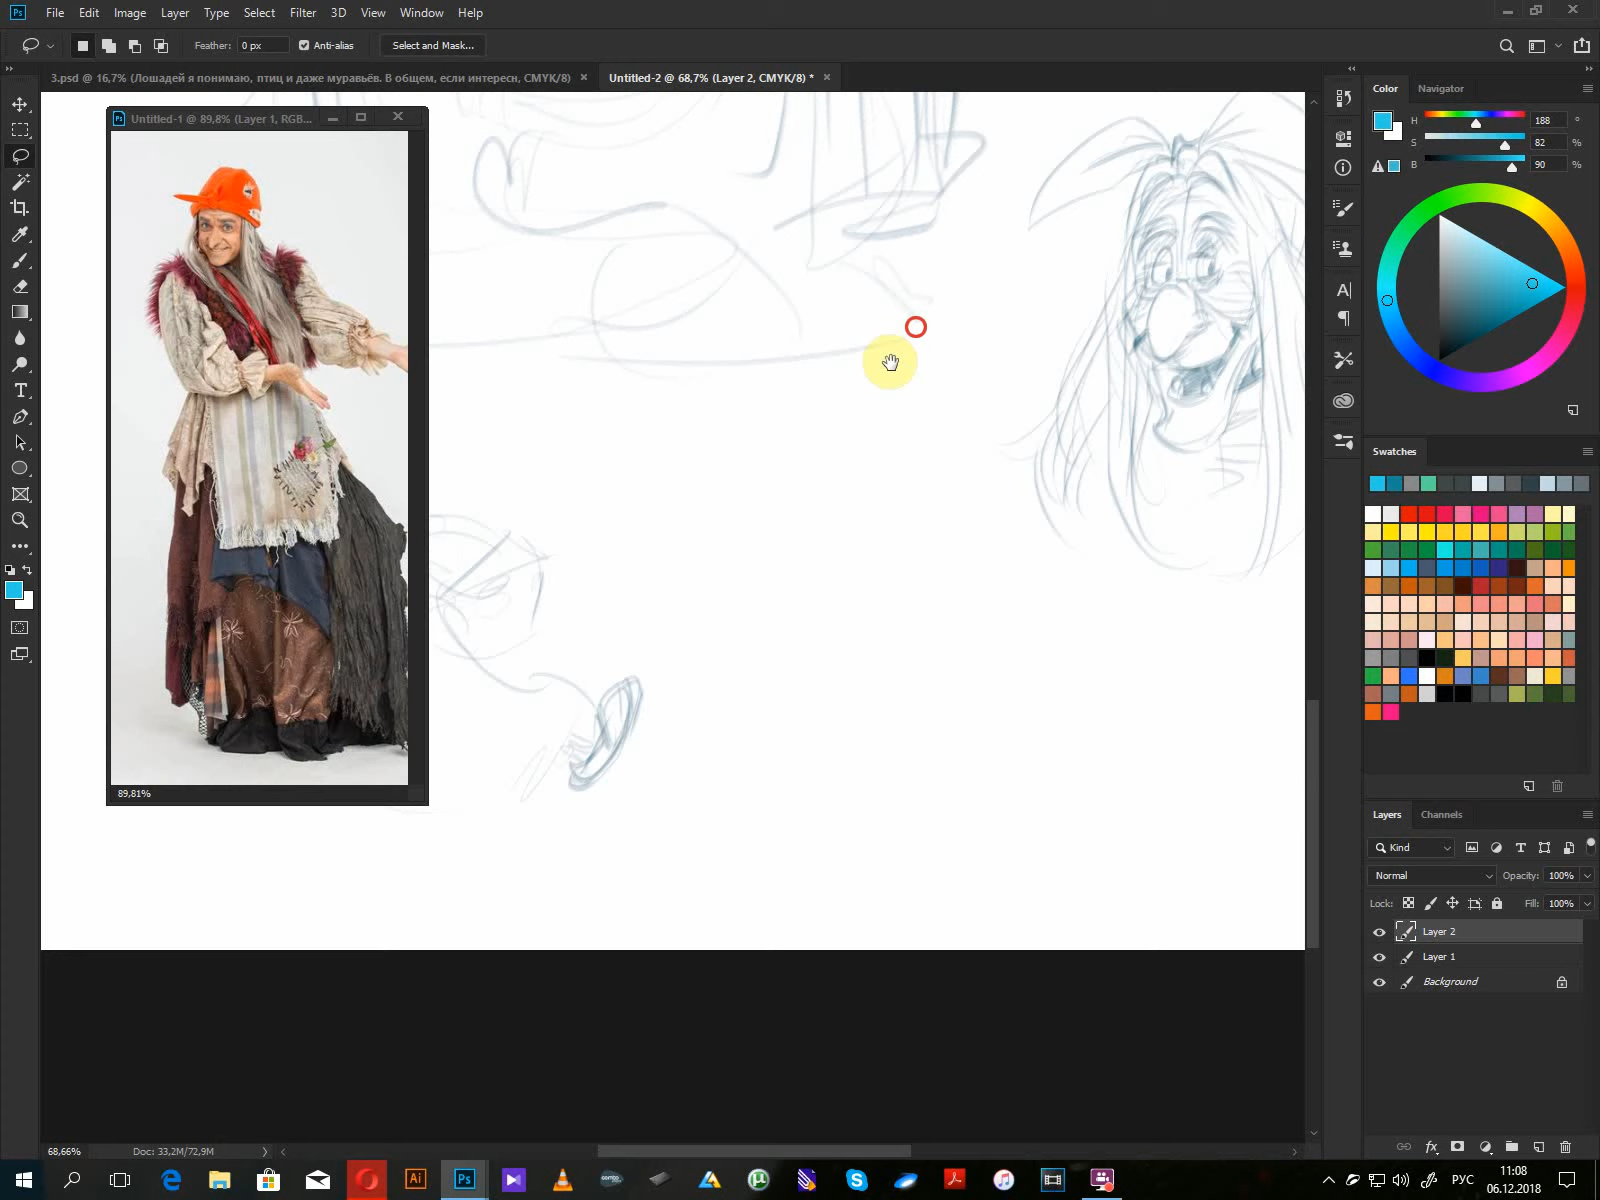 Ps File Edit Image Layer Type Select Filter 3D View Window Help
Feather: 0 px Anti-alias Select and Mask...
3.psd @ 16,7% (Лошадей я понимаю, птиц и даже муравьёв. В общем, если интересн, CMYK/8) Untitled-2 @ 68,7% (Layer 2, CMYK/8) *
Untitled-1 @ 89,8% (Layer 1, RGB...
89,81%
Color Navigator
H 188 °
S 82 %
B 90 %
Swatches
Layers Channels
Kind
Normal Opacity: 100%
Lock: Fill: 100%
Layer 2
Layer 1
Background
68,66% Doc: 33,2M/72,9M
Ai Ps РУС 11:08
06.12.2018